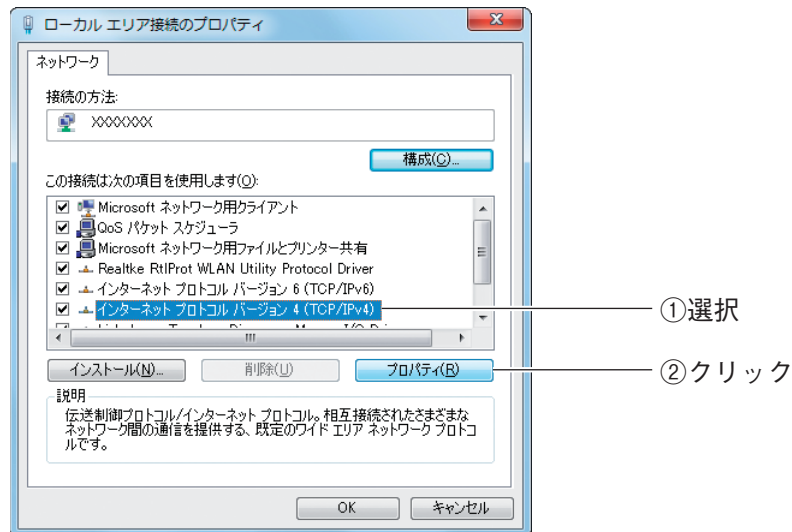 ローカル エリア接続のプロパティ
ネットワーク
接続の方法:
XXXXXXXX
構成(C)...
この接続は次の項目を使用します(O):
Microsoft ネットワーク用クライアント
QoS パケット スケジューラ
Microsoft ネットワーク用ファイルとプリンター共有
Realtke RtlProt WLAN Utility Protocol Driver
インターネット プロトコル バージョン 6 (TCP/IPv6)
インターネット プロトコル バージョン 4 (TCP/IPv4)
①選択
インストール(N)...
削除(U)
プロパティ(R)
②クリック
説明
伝送制御プロトコル/インターネット プロトコル。相互接続されたさまざまな
ネットワーク間の通信を提供する、既定のワイド エリア ネットワーク プロトコ
ルです。
OK
キャンセル